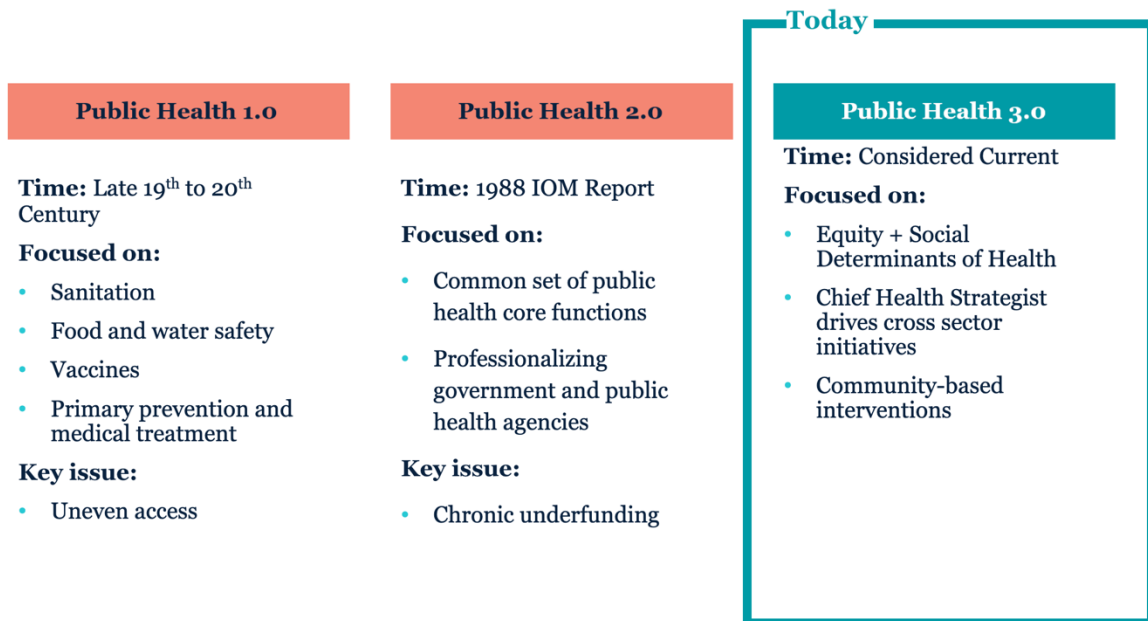 Today
Public Health 1.0
Time: Late 19th to 20th
Century
Focused on:
• Sanitation
• Food and water safety
• Vaccines
• Primary prevention and
medical treatment
Key issue:
• Uneven access
Public Health 2.0
Time: 1988 IOM Report
Focused on:
• Common set of public
health core functions
• Professionalizing
government and public
health agencies
Key issue:
• Chronic underfunding
Public Health 3.0
Time: Considered Current
Focused on:
• Equity + Social
Determinants of Health
• Chief Health Strategist
drives cross sector
initiatives
• Community-based
interventions